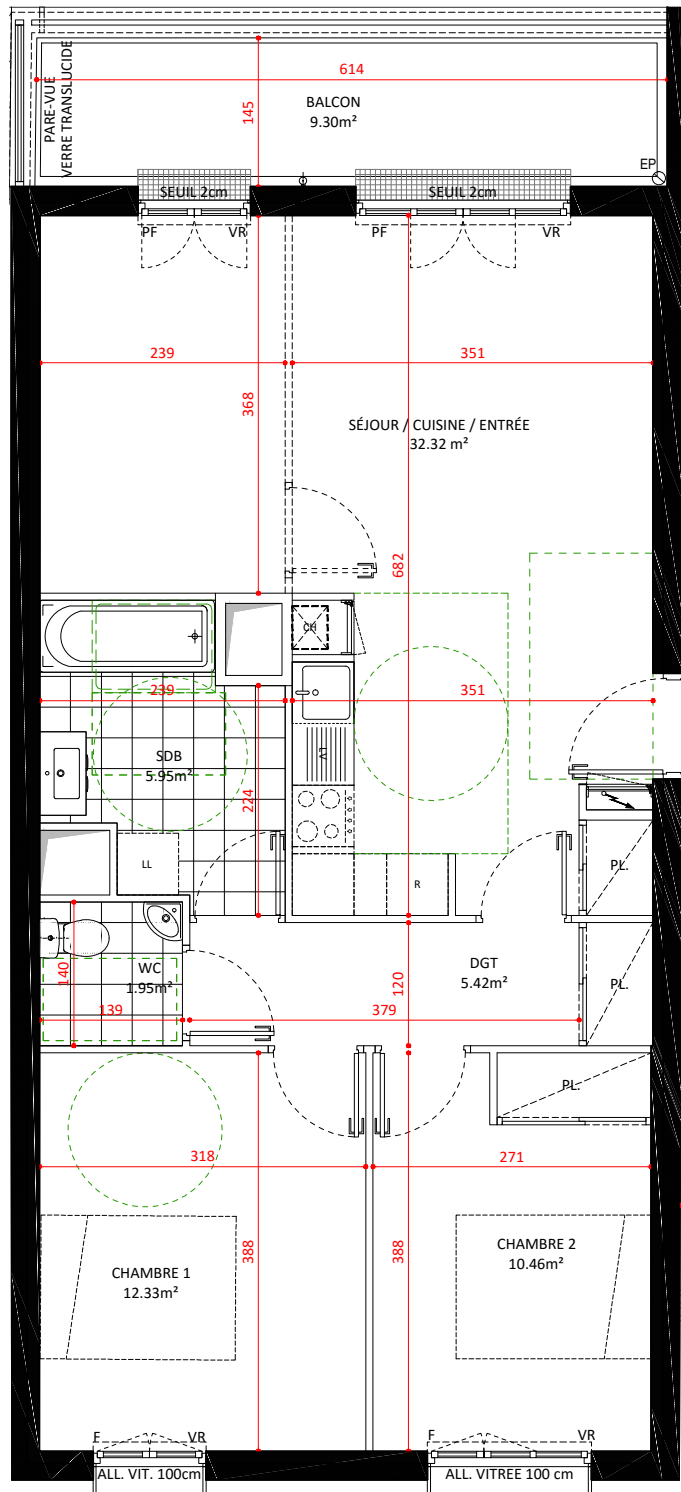 614
PARE-VUE
VERRE TRANSLUCIDE
145
BALCON
9.30m²
EP
SEUIL 2cm
SEUIL 2cm
PF
VR
PF
VR
239
351
368
SÉJOUR / CUISINE / ENTRÉE
32.32 m²
682
CH
239
351
SDB
5.95m²
LV
224
LL
R
PL.
WC
1.95m²
140
139
DGT
5.42m²
120
379
PL.
PL.
318
271
388
388
CHAMBRE 1
12.33m²
CHAMBRE 2
10.46m²
F
VR
F
VR
ALL. VIT. 100cm
ALL. VITREE 100 cm